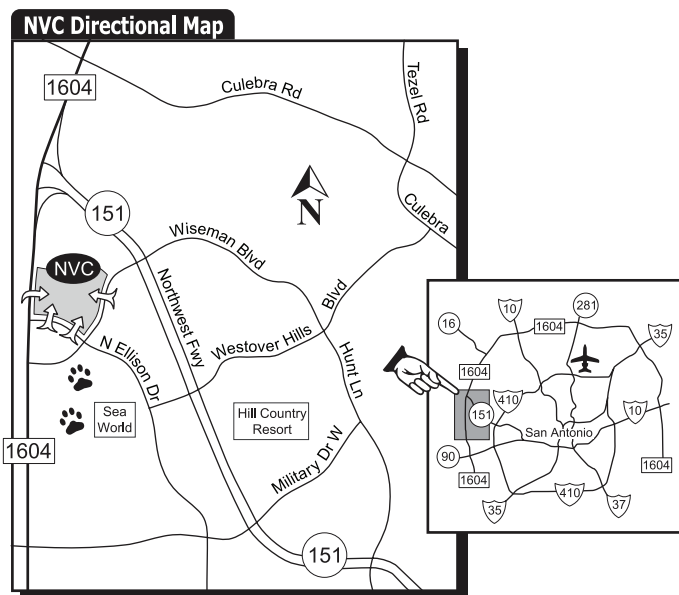 NVC Directional Map
1604
Culebra Rd
Tezel Rd
151
N
Culebra
Wiseman Blvd
NVC
Northwest Fwy
Westover Hills
Blvd
N Ellison Dr
Hunt Ln
Sea
World
Hill Country
Resort
1604
Military Dr W
151
10
281
16
1604
35
1604
410
151
10
San Antonio
90
1604
1604
35
410
37